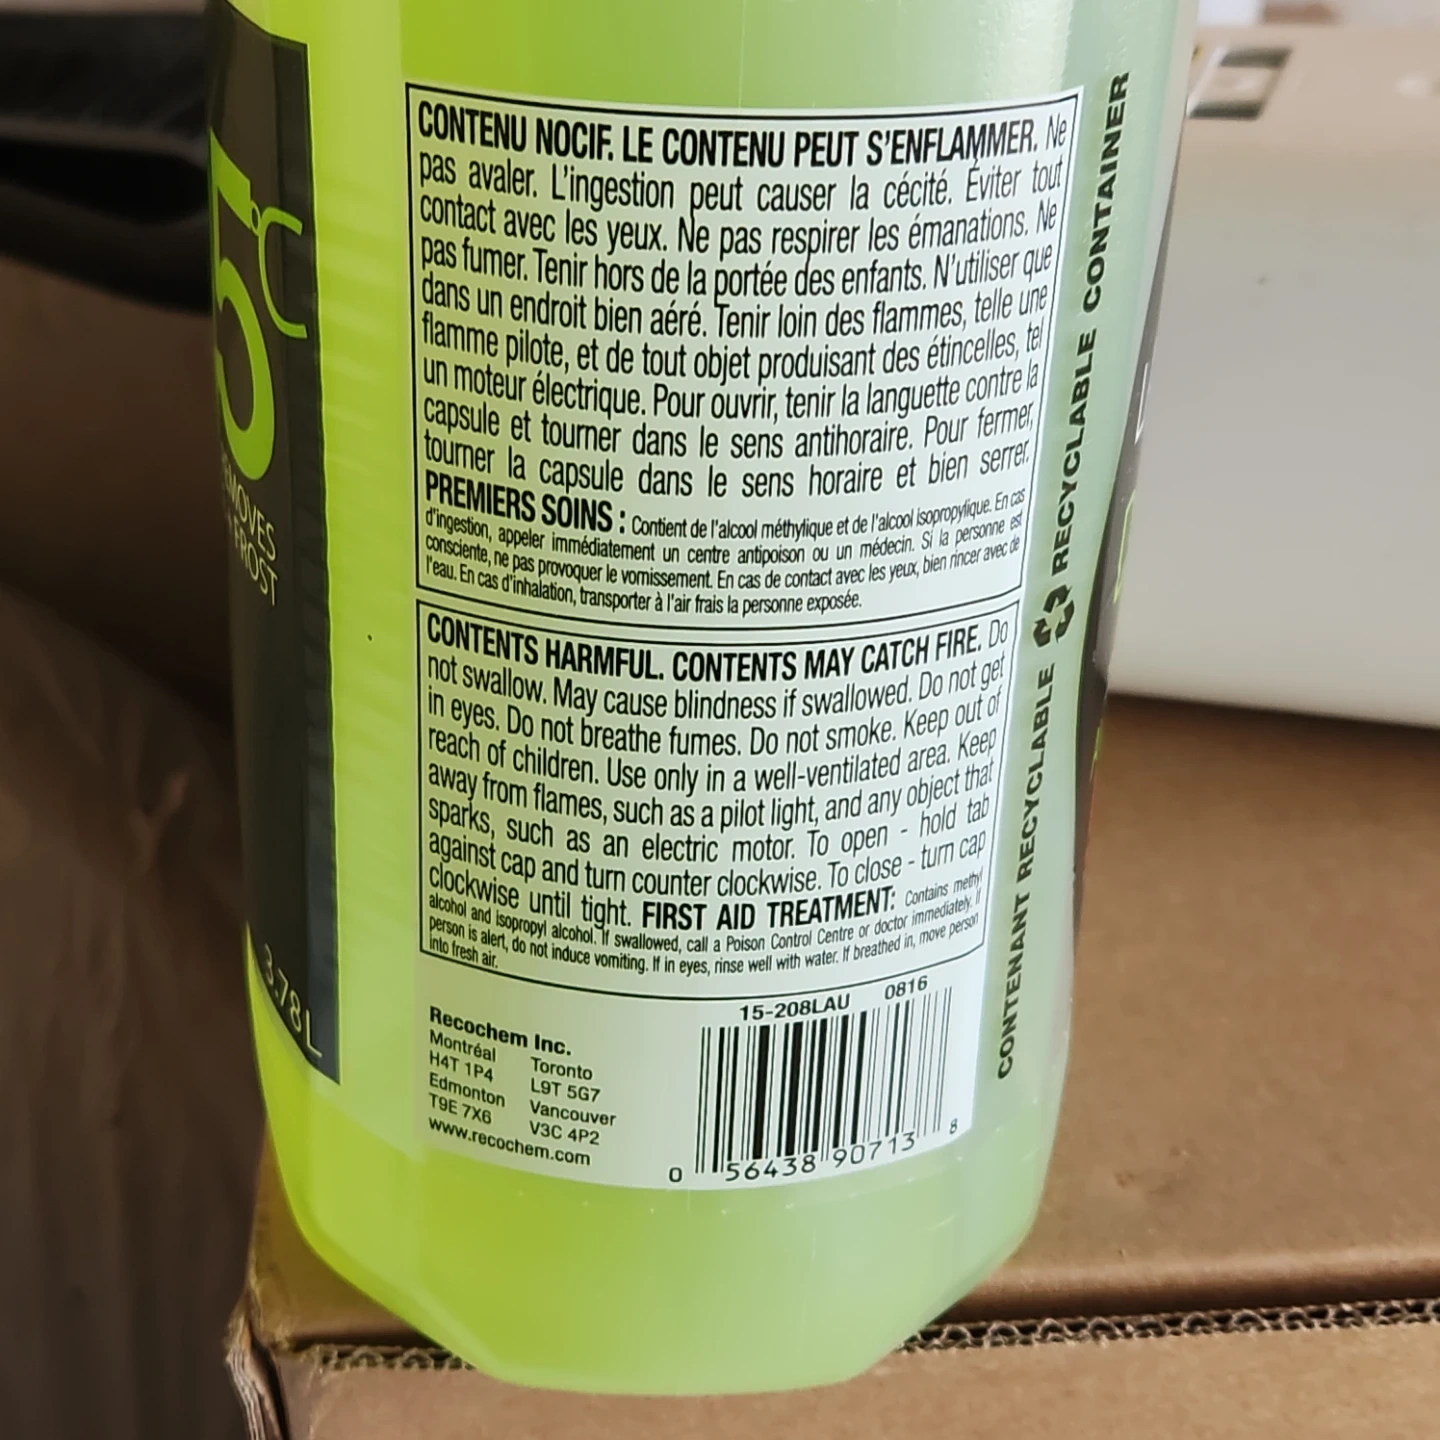 5°C
REMOVES
FROST
3.78L
CONTENU NOCIF. LE CONTENU PEUT S'ENFLAMMER. Ne
pas avaler. L'ingestion peut causer la cécité. Éviter tout
contact avec les yeux. Ne pas respirer les émanations. Ne
pas fumer. Tenir hors de la portée des enfants. N'utiliser que
dans un endroit bien aéré. Tenir loin des flammes, telle une
flamme pilote, et de tout objet produisant des étincelles, tel
un moteur électrique. Pour ouvrir, tenir la languette contre la
capsule et tourner dans le sens antihoraire. Pour fermer,
tourner la capsule dans le sens horaire et bien serrer.
PREMIERS SOINS : Contient de l'alcool méthylique et de l'alcool isopropylique. En cas
d'ingestion, appeler immédiatement un centre antipoison ou un médecin. Si la personne est
consciente, ne pas provoquer le vomissement. En cas de contact avec les yeux, bien rincer avec de
l'eau. En cas d'inhalation, transporter à l'air frais la personne exposée.
CONTENTS HARMFUL. CONTENTS MAY CATCH FIRE. Do
not swallow. May cause blindness if swallowed. Do not get
in eyes. Do not breathe fumes. Do not smoke. Keep out of
reach of children. Use only in a well-ventilated area. Keep
away from flames, such as a pilot light, and any object that
sparks, such as an electric motor. To open - hold tab
against cap and turn counter clockwise. To close - turn cap
clockwise until tight. FIRST AID TREATMENT: Contains methyl
alcohol and isopropyl alcohol. If swallowed, call a Poison Control Centre or doctor immediately. If
person is alert, do not induce vomiting. If in eyes, rinse well with water. If breathed in, move person
into fresh air.
Recochem Inc.
Montréal
H4T 1P4
Edmonton
T9E 7X6
Toronto
L9T 5G7
Vancouver
V3C 4P2
www.recochem.com
15-208LAU 0816
0 56438 90713 8
CONTENANT RECYCLABLE RECYCLABLE CONTAINER